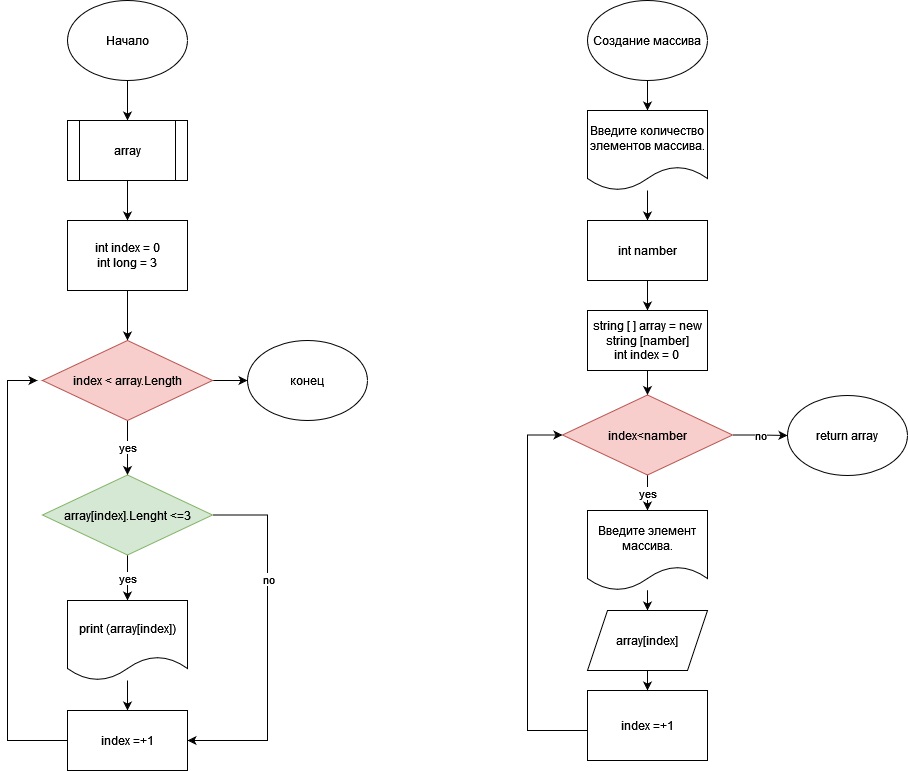 Начало
array
int index = 0
int long = 3
index < array.Length
конец
yes
array[index].Lenght <=3
yes
no
print (array[index])
index =+1
Создание массива
Введите количество
элементов массива.
int namber
string [ ] array = new
string [namber]
int index = 0
index<namber
no
return array
yes
Введите элемент
массива.
array[index]
index =+1